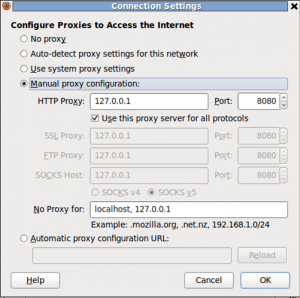 Connection Settings
Configure Proxies to Access the Internet
No proxy
Auto-detect proxy settings for this network
Use system proxy settings
Manual proxy configuration:
HTTP Proxy: 127.0.0.1 Port: 8080
Use this proxy server for all protocols
SSL Proxy: 127.0.0.1 Port: 8080
FTP Proxy: 127.0.0.1 Port: 8080
SOCKS Host: 127.0.0.1 Port: 8080
SOCKS v4 SOCKS v5
No Proxy for: localhost, 127.0.0.1
Example: .mozilla.org, .net.nz, 192.168.1.0/24
Automatic proxy configuration URL:
Reload
Help Cancel OK